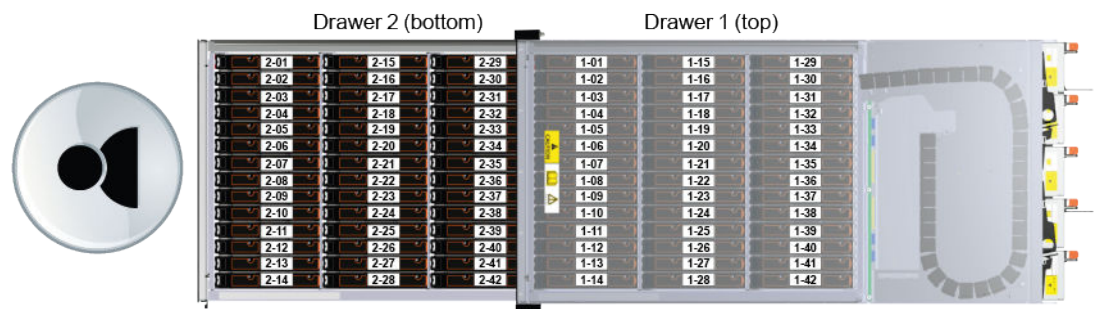 Drawer 2 (bottom) Drawer 1 (top)
2-01 2-15 2-29 1-01 1-15 1-29
2-02 2-16 2-30 1-02 1-16 1-30
2-03 2-17 2-31 1-03 1-17 1-31
2-04 2-18 2-32 1-04 1-18 1-32
2-05 2-19 2-33 1-05 1-19 1-33
2-06 2-20 2-34 1-06 1-20 1-34
2-07 2-21 2-35 1-07 1-21 1-35
2-08 2-22 2-36 1-08 1-22 1-36
2-09 2-23 2-37 1-09 1-23 1-37
2-10 2-24 2-38 1-10 1-24 1-38
2-11 2-25 2-39 1-11 1-25 1-39
2-12 2-26 2-40 1-12 1-26 1-40
2-13 2-27 2-41 1-13 1-27 1-41
2-14 2-28 2-42 1-14 1-28 1-42
CAUTION